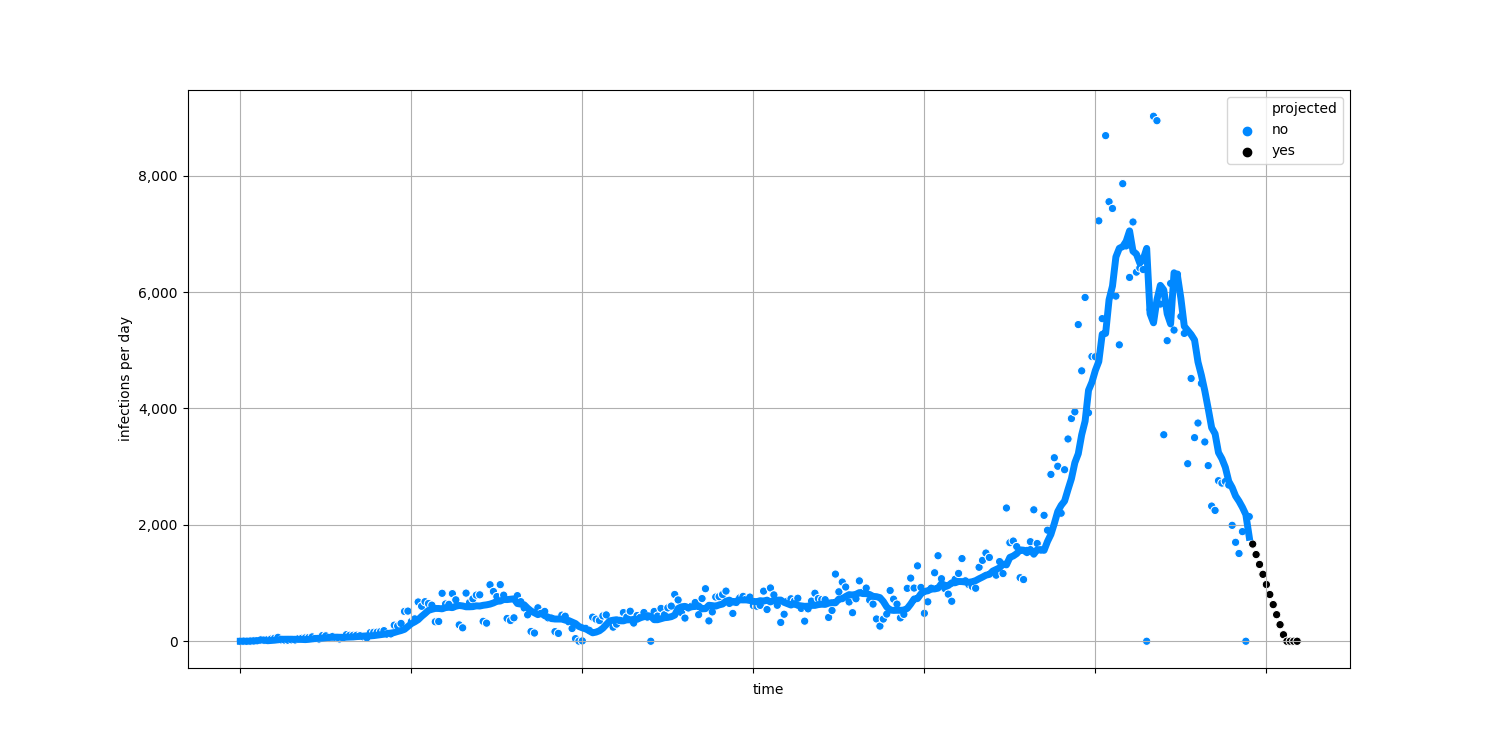 projected
no
yes
8,000
6,000
4,000
2,000
0
infections per day
time